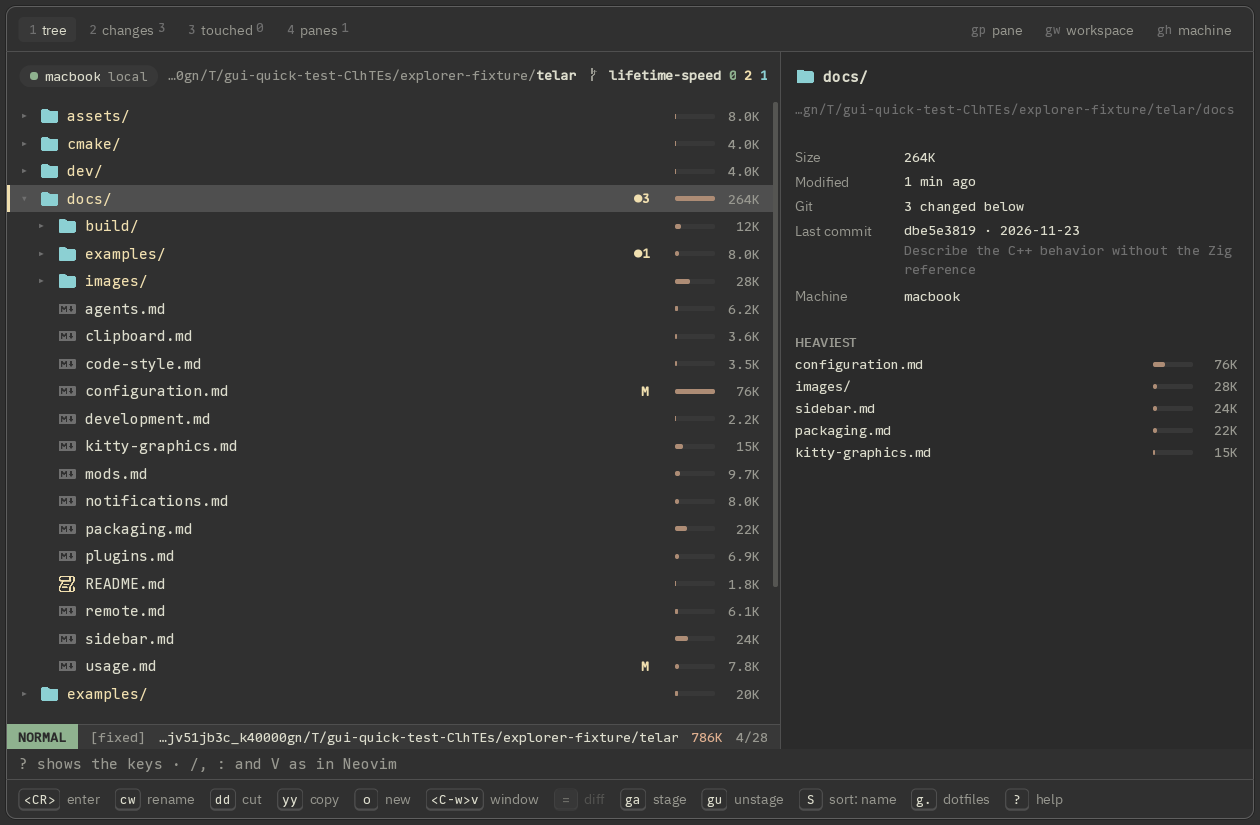 1 tree 2 changes 3 3 touched 0 4 panes 1 gp pane gw workspace gh machine
macbook local …0gn/T/gui-quick-test-ClhTEs/explorer-fixture/telar lifetime-speed 0 2 1
assets/ 8.0K
cmake/ 4.0K
dev/ 4.0K
docs/ 3 264K
build/ 12K
examples/ 1 8.0K
images/ 28K
agents.md 6.2K
clipboard.md 3.6K
code-style.md 3.5K
configuration.md M 76K
development.md 2.2K
kitty-graphics.md 15K
mods.md 9.7K
notifications.md 8.0K
packaging.md 22K
plugins.md 6.9K
README.md 1.8K
remote.md 6.1K
sidebar.md 24K
usage.md M 7.8K
examples/ 20K
docs/
…gn/T/gui-quick-test-ClhTEs/explorer-fixture/telar/docs
Size 264K
Modified 1 min ago
Git 3 changed below
Last commit dbe5e3819 · 2026-11-23
Describe the C++ behavior without the Zig
reference
Machine macbook
HEAVIEST
configuration.md 76K
images/ 28K
sidebar.md 24K
packaging.md 22K
kitty-graphics.md 15K
NORMAL [fixed] …jv51jb3c_k40000gn/T/gui-quick-test-ClhTEs/explorer-fixture/telar 786K 4/28
? shows the keys · /, : and V as in Neovim
<CR> enter cw rename dd cut yy copy o new <C-w>v window = diff ga stage gu unstage S sort: name g. dotfiles ? help